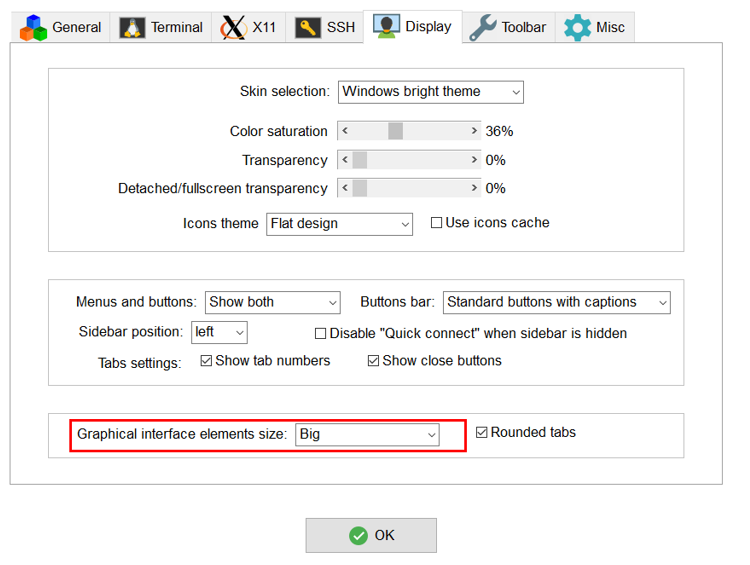 General Terminal X11 SSH Display Toolbar Misc
Skin selection: Windows bright theme
Color saturation 36%
Transparency 0%
Detached/fullscreen transparency 0%
Icons theme Flat design Use icons cache
Menus and buttons: Show both Buttons bar: Standard buttons with captions
Sidebar position: left Disable "Quick connect" when sidebar is hidden
Tabs settings: Show tab numbers Show close buttons
Graphical interface elements size: Big Rounded tabs
OK